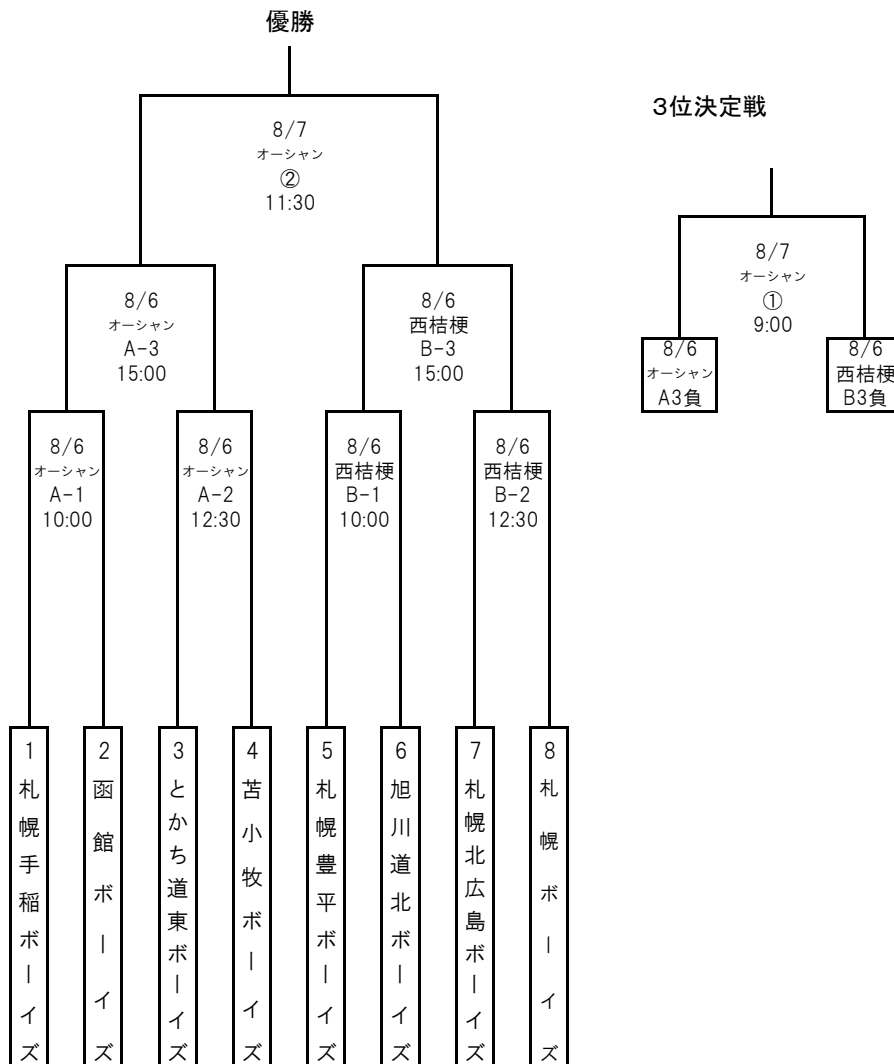 優勝
8/7
オーシャン
②
11:30
3位決定戦
8/7
オーシャン
①
9:00
8/6
オーシャン
A3負
8/6
西桔梗
B3負
8/6
オーシャン
A-3
15:00
8/6
西桔梗
B-3
15:00
8/6
オーシャン
A-1
10:00
8/6
オーシャン
A-2
12:30
8/6
西桔梗
B-1
10:00
8/6
西桔梗
B-2
12:30
1札幌手稲ボーイズ
2函館ボーイズ
3とかち道東ボーイズ
4苫小牧ボーイズ
5札幌豊平ボーイズ
6旭川道北ボーイズ
7札幌北広島ボーイズ
8札幌ボーイズ